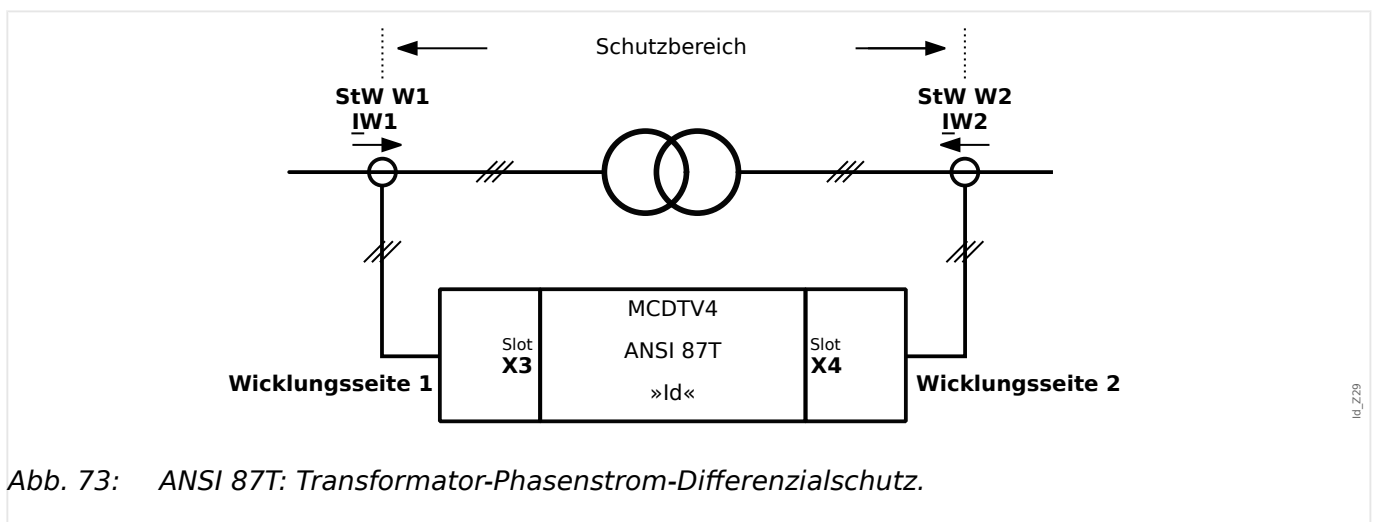 Schutzbereich
StW W1
IW1
StW W2
IW2
MCDTV4
ANSI 87T
»Id«
Slot
X3
Slot
X4
Wicklungsseite 1
Wicklungsseite 2
Id_Z29
Abb. 73: ANSI 87T: Transformator-Phasenstrom-Differenzialschutz.